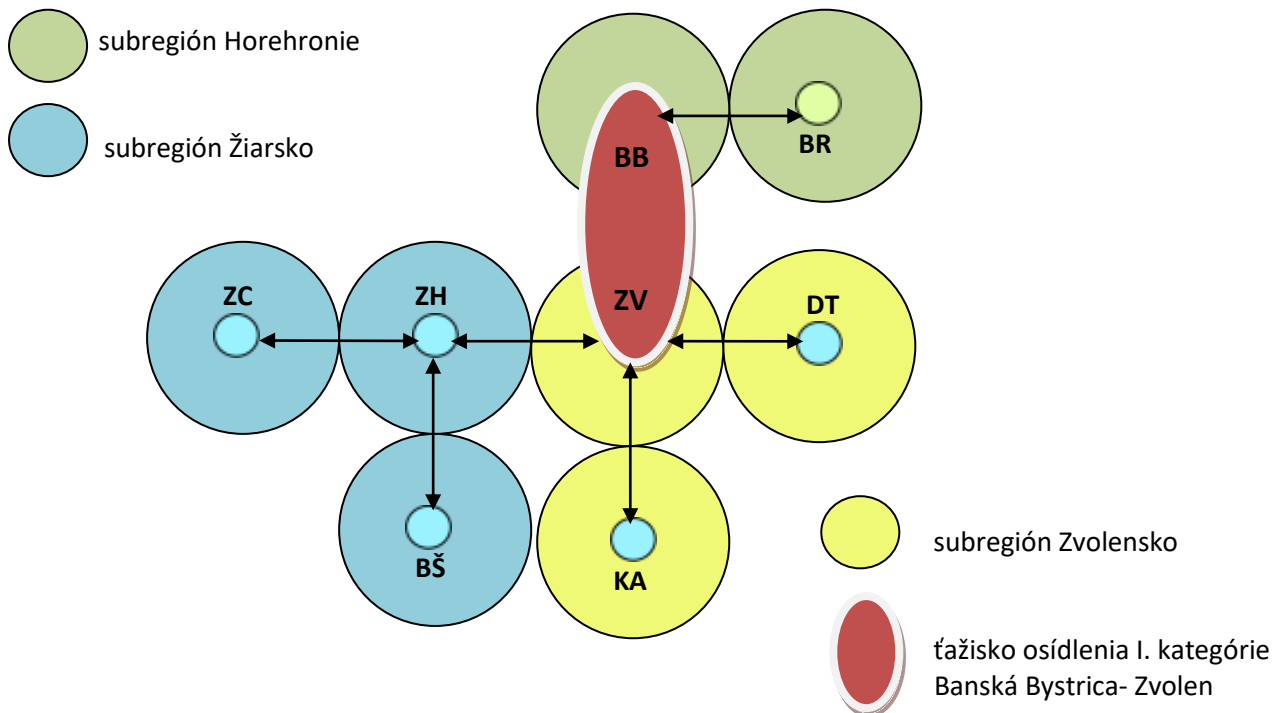 subregión Horehronie
subregión Žiarsko
BB
BR
ZC
ZH
ZV
DT
BŠ
KA
subregión Zvolensko
ťažisko osídlenia I. kategórie
Banská Bystrica- Zvolen